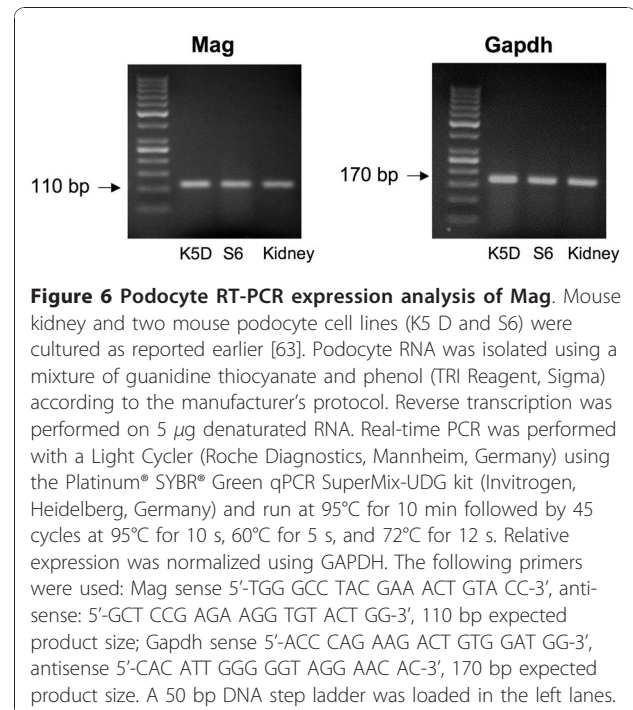 Mag
Gapdh
110 bp →
170 bp →
K5D S6 Kidney
K5D S6 Kidney
Figure 6 Podocyte RT-PCR expression analysis of Mag. Mouse
kidney and two mouse podocyte cell lines (K5 D and S6) were
cultured as reported earlier [63]. Podocyte RNA was isolated using a
mixture of guanidine thiocyanate and phenol (TRI Reagent, Sigma)
according to the manufacturer's protocol. Reverse transcription was
performed on 5 μg denaturated RNA. Real-time PCR was performed
with a Light Cycler (Roche Diagnostics, Mannheim, Germany) using
the Platinum® SYBR® Green qPCR SuperMix-UDG kit (Invitrogen,
Heidelberg, Germany) and run at 95°C for 10 min followed by 45
cycles at 95°C for 10 s, 60°C for 5 s, and 72°C for 12 s. Relative
expression was normalized using GAPDH. The following primers
were used: Mag sense 5'-TGG GCC TAC GAA ACT GTA CC-3', anti-
sense: 5'-GCT CCG AGA AGG TGT ACT GG-3', 110 bp expected
product size; Gapdh sense 5'-ACC CAG AAG ACT GTG GAT GG-3',
antisense 5'-CAC ATT GGG GGT AGG AAC AC-3', 170 bp expected
product size. A 50 bp DNA step ladder was loaded in the left lanes.